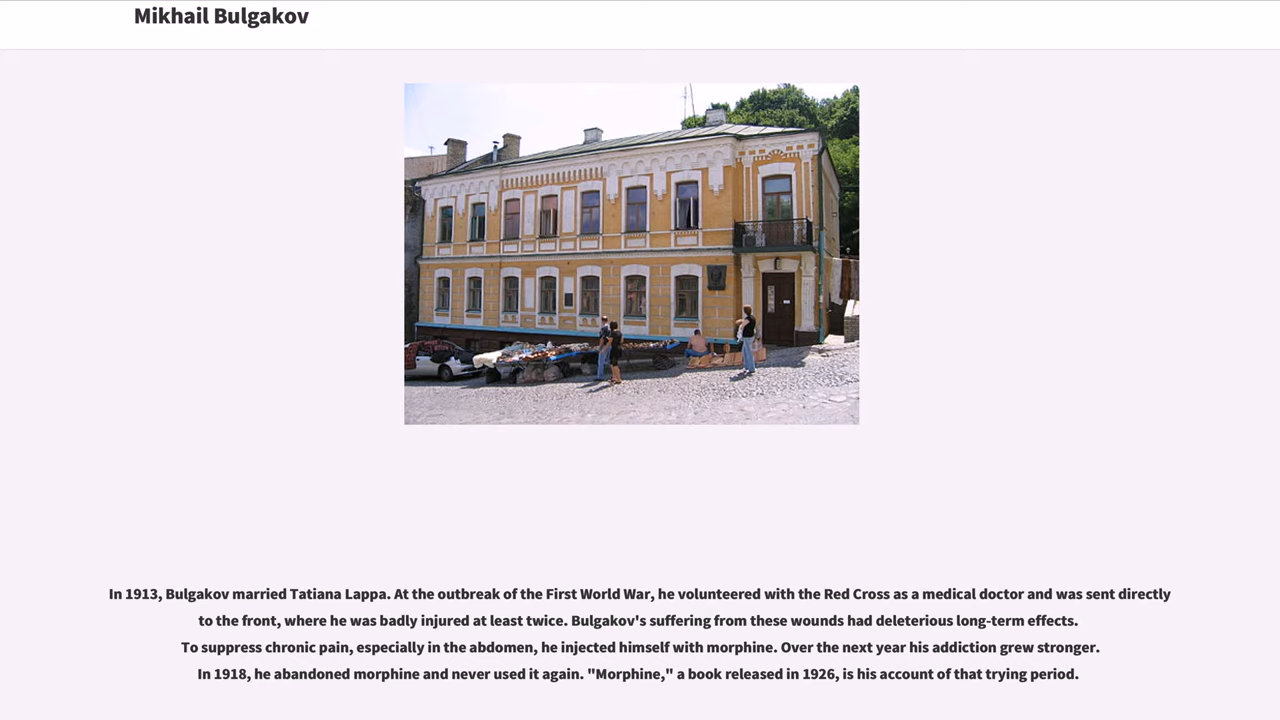 Mikhail Bulgakov
In 1913, Bulgakov married Tatiana Lappa. At the outbreak of the First World War, he volunteered with the Red Cross as a medical doctor and was sent directly
to the front, where he was badly injured at least twice. Bulgakov's suffering from these wounds had deleterious long-term effects.
To suppress chronic pain, especially in the abdomen, he injected himself with morphine. Over the next year his addiction grew stronger.
In 1918, he abandoned morphine and never used it again. "Morphine," a book released in 1926, is his account of that trying period.